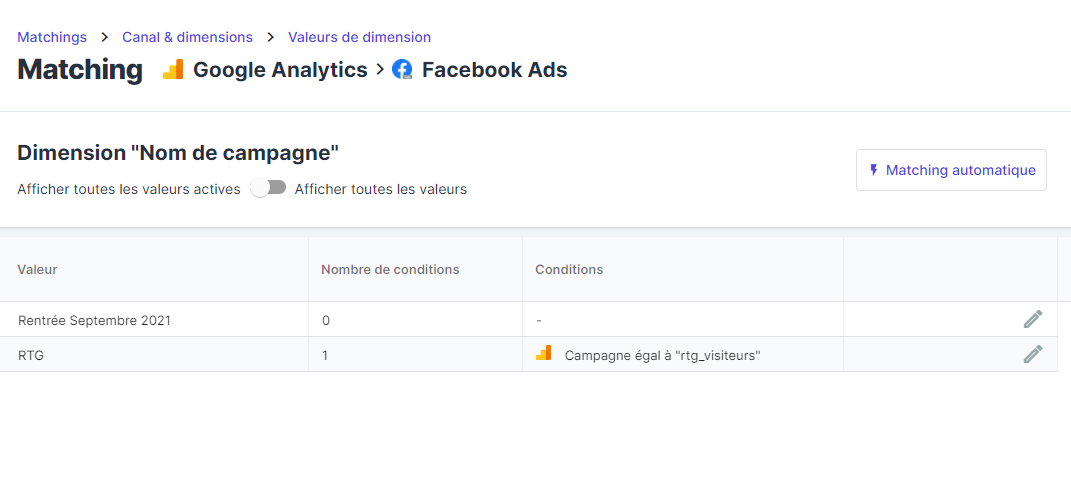 Matchings > Canal & dimensions > Valeurs de dimension
Matching Google Analytics > Facebook Ads
Dimension "Nom de campagne"
Afficher toutes les valeurs actives Afficher toutes les valeurs
Matching automatique
Valeur Nombre de conditions Conditions
Rentrée Septembre 2021 0 -
RTG 1 Campagne égal à "rtg_visiteurs"